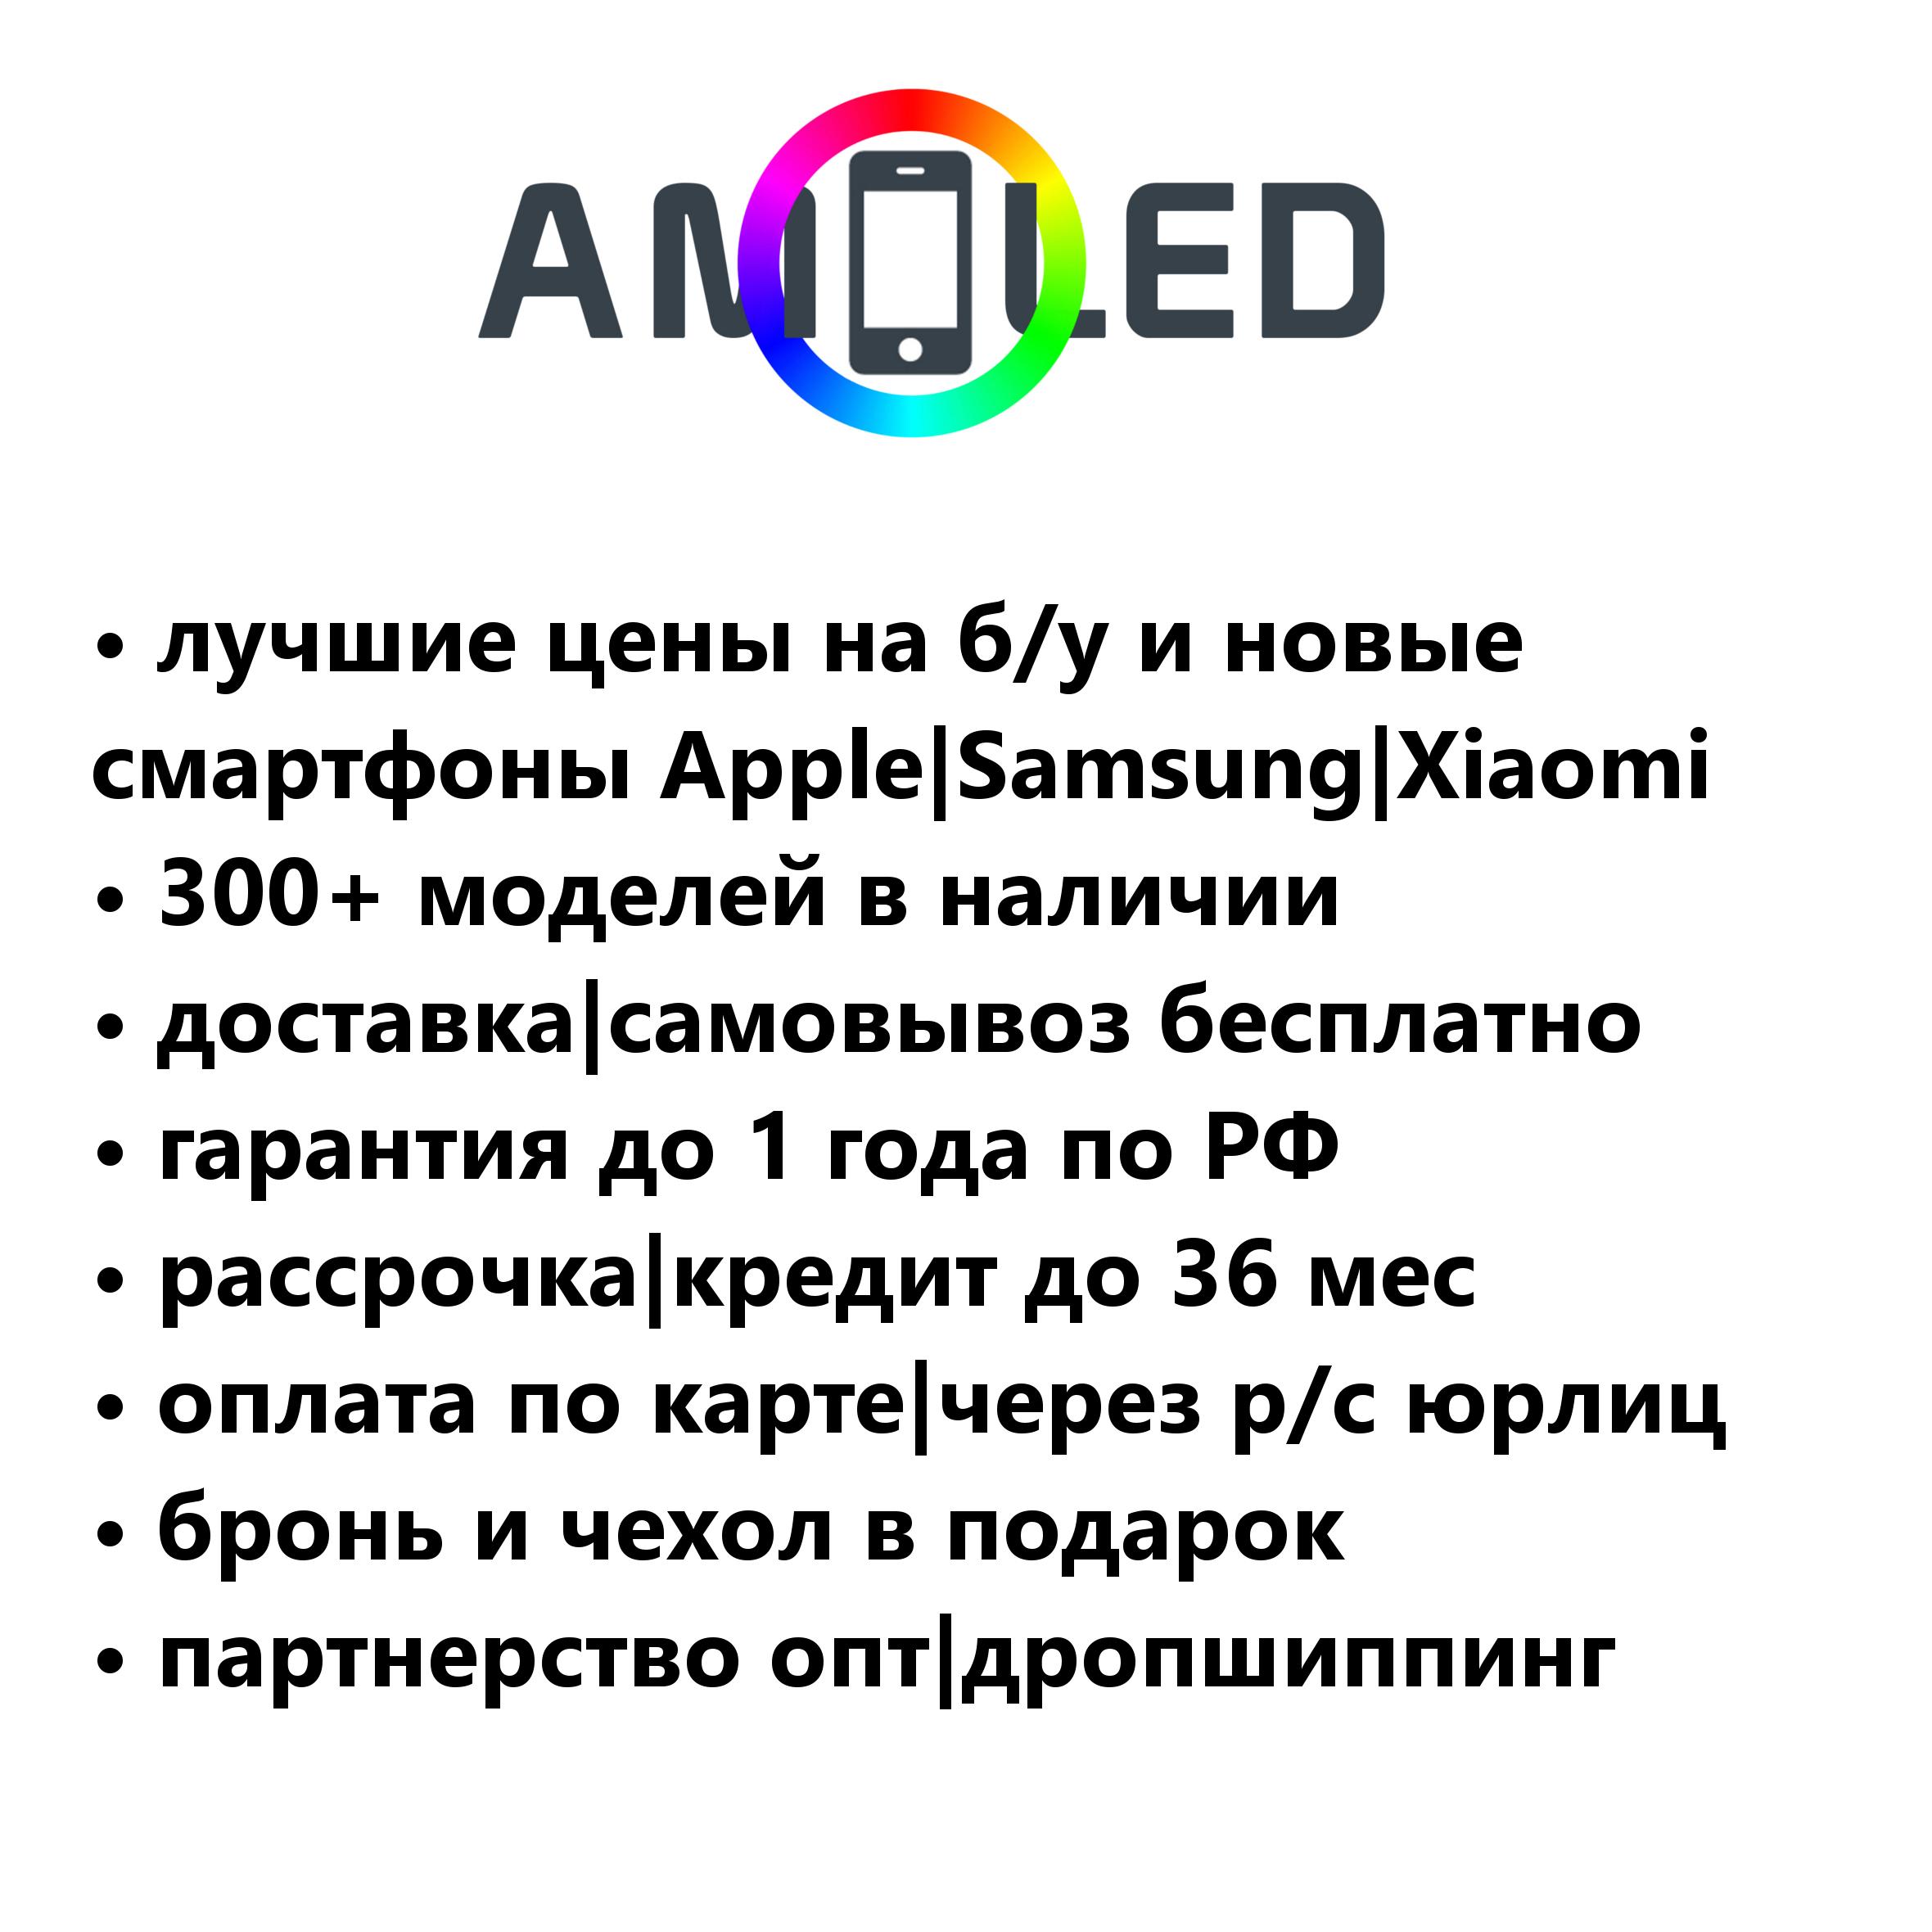 AMOLED
• лучшие цены на б/у и новые
смартфоны Apple|Samsung|Xiaomi
• 300+ моделей в наличии
• доставка|самовывоз бесплатно
• гарантия до 1 года по РФ
• рассрочка|кредит до 36 мес
• оплата по карте|через р/с юрлиц
• бронь и чехол в подарок
• партнерство опт|дропшиппинг